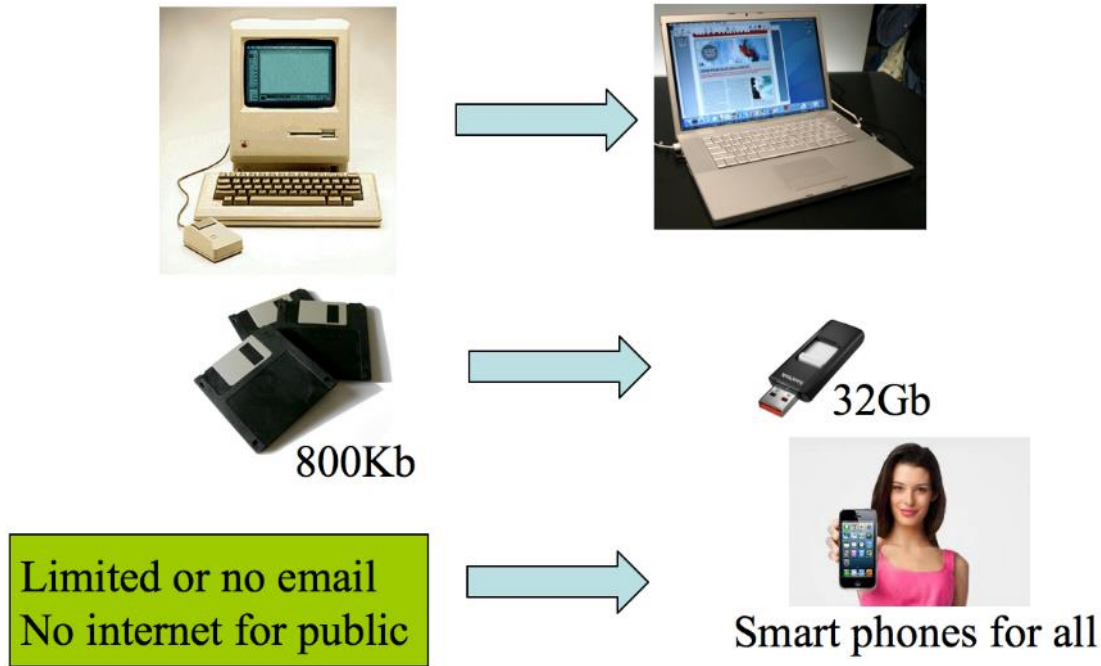 800Kb
32Gb
Limited or no email
No internet for public
Smart phones for all